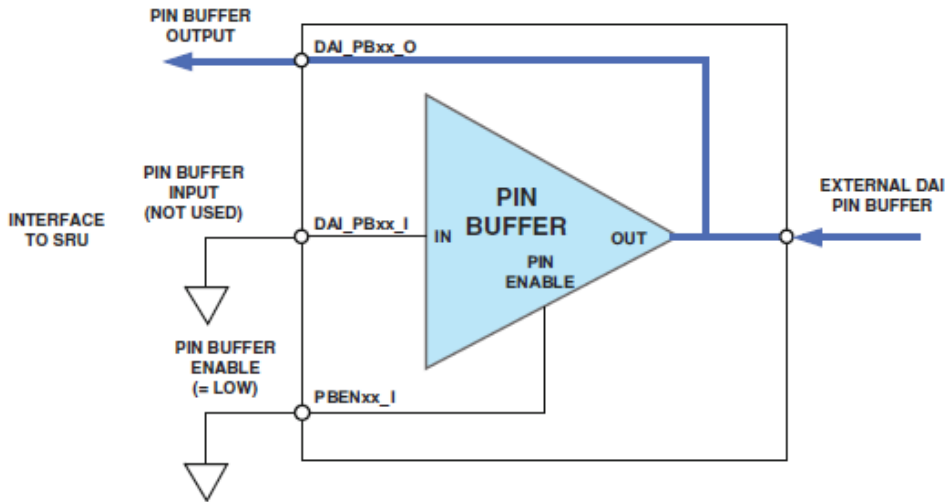 PIN BUFFER
OUTPUT
DAI_PBxx_O
PIN BUFFER
INPUT
(NOT USED)
INTERFACE
TO SRU
DAI_PBxx_I
IN
PIN
BUFFER
OUT
PIN
ENABLE
EXTERNAL DAI
PIN BUFFER
PIN BUFFER
ENABLE
(= LOW)
PBENxx_I